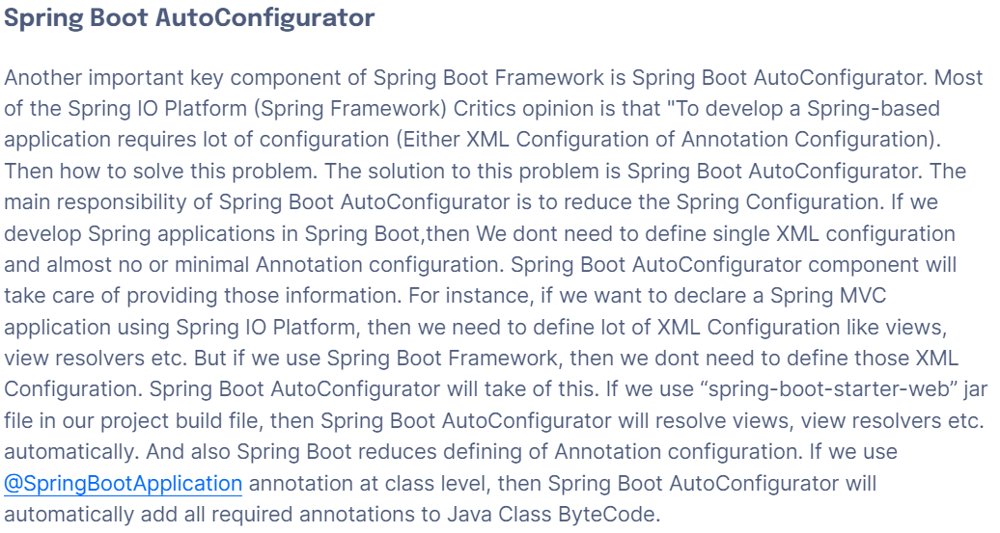 Spring Boot AutoConfigurator
Another important key component of Spring Boot Framework is Spring Boot AutoConfigurator. Most
of the Spring IO Platform (Spring Framework) Critics opinion is that "To develop a Spring-based
application requires lot of configuration (Either XML Configuration of Annotation Configuration).
Then how to solve this problem. The solution to this problem is Spring Boot AutoConfigurator. The
main responsibility of Spring Boot AutoConfigurator is to reduce the Spring Configuration. If we
develop Spring applications in Spring Boot,then We dont need to define single XML configuration
and almost no or minimal Annotation configuration. Spring Boot AutoConfigurator component will
take care of providing those information. For instance, if we want to declare a Spring MVC
application using Spring IO Platform, then we need to define lot of XML Configuration like views,
view resolvers etc. But if we use Spring Boot Framework, then we dont need to define those XML
Configuration. Spring Boot AutoConfigurator will take of this. If we use “spring-boot-starter-web” jar
file in our project build file, then Spring Boot AutoConfigurator will resolve views, view resolvers etc.
automatically. And also Spring Boot reduces defining of Annotation configuration. If we use
@SpringBootApplication annotation at class level, then Spring Boot AutoConfigurator will
automatically add all required annotations to Java Class ByteCode.